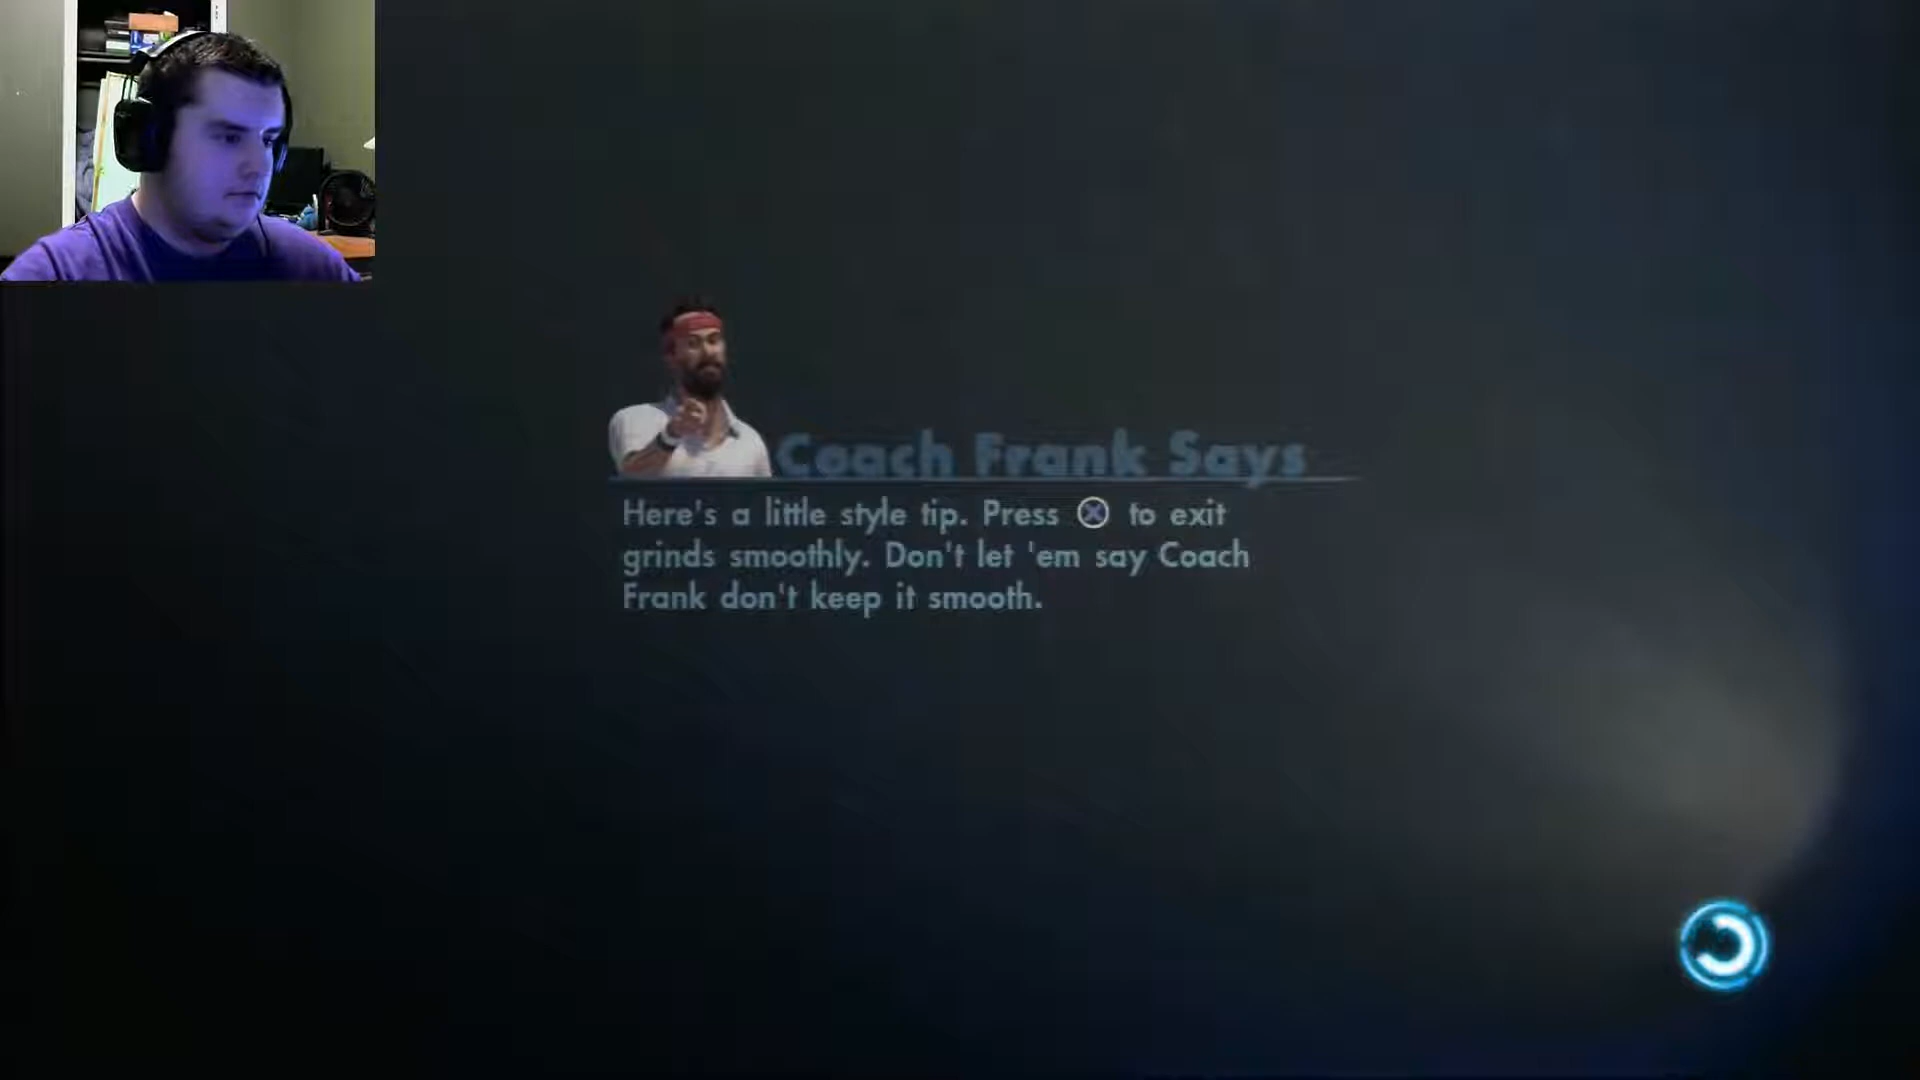 Coach Frank Says
Here's a little style tip. Press ⓧ to exit
grinds smoothly. Don't let 'em say Coach
Frank don't keep it smooth.